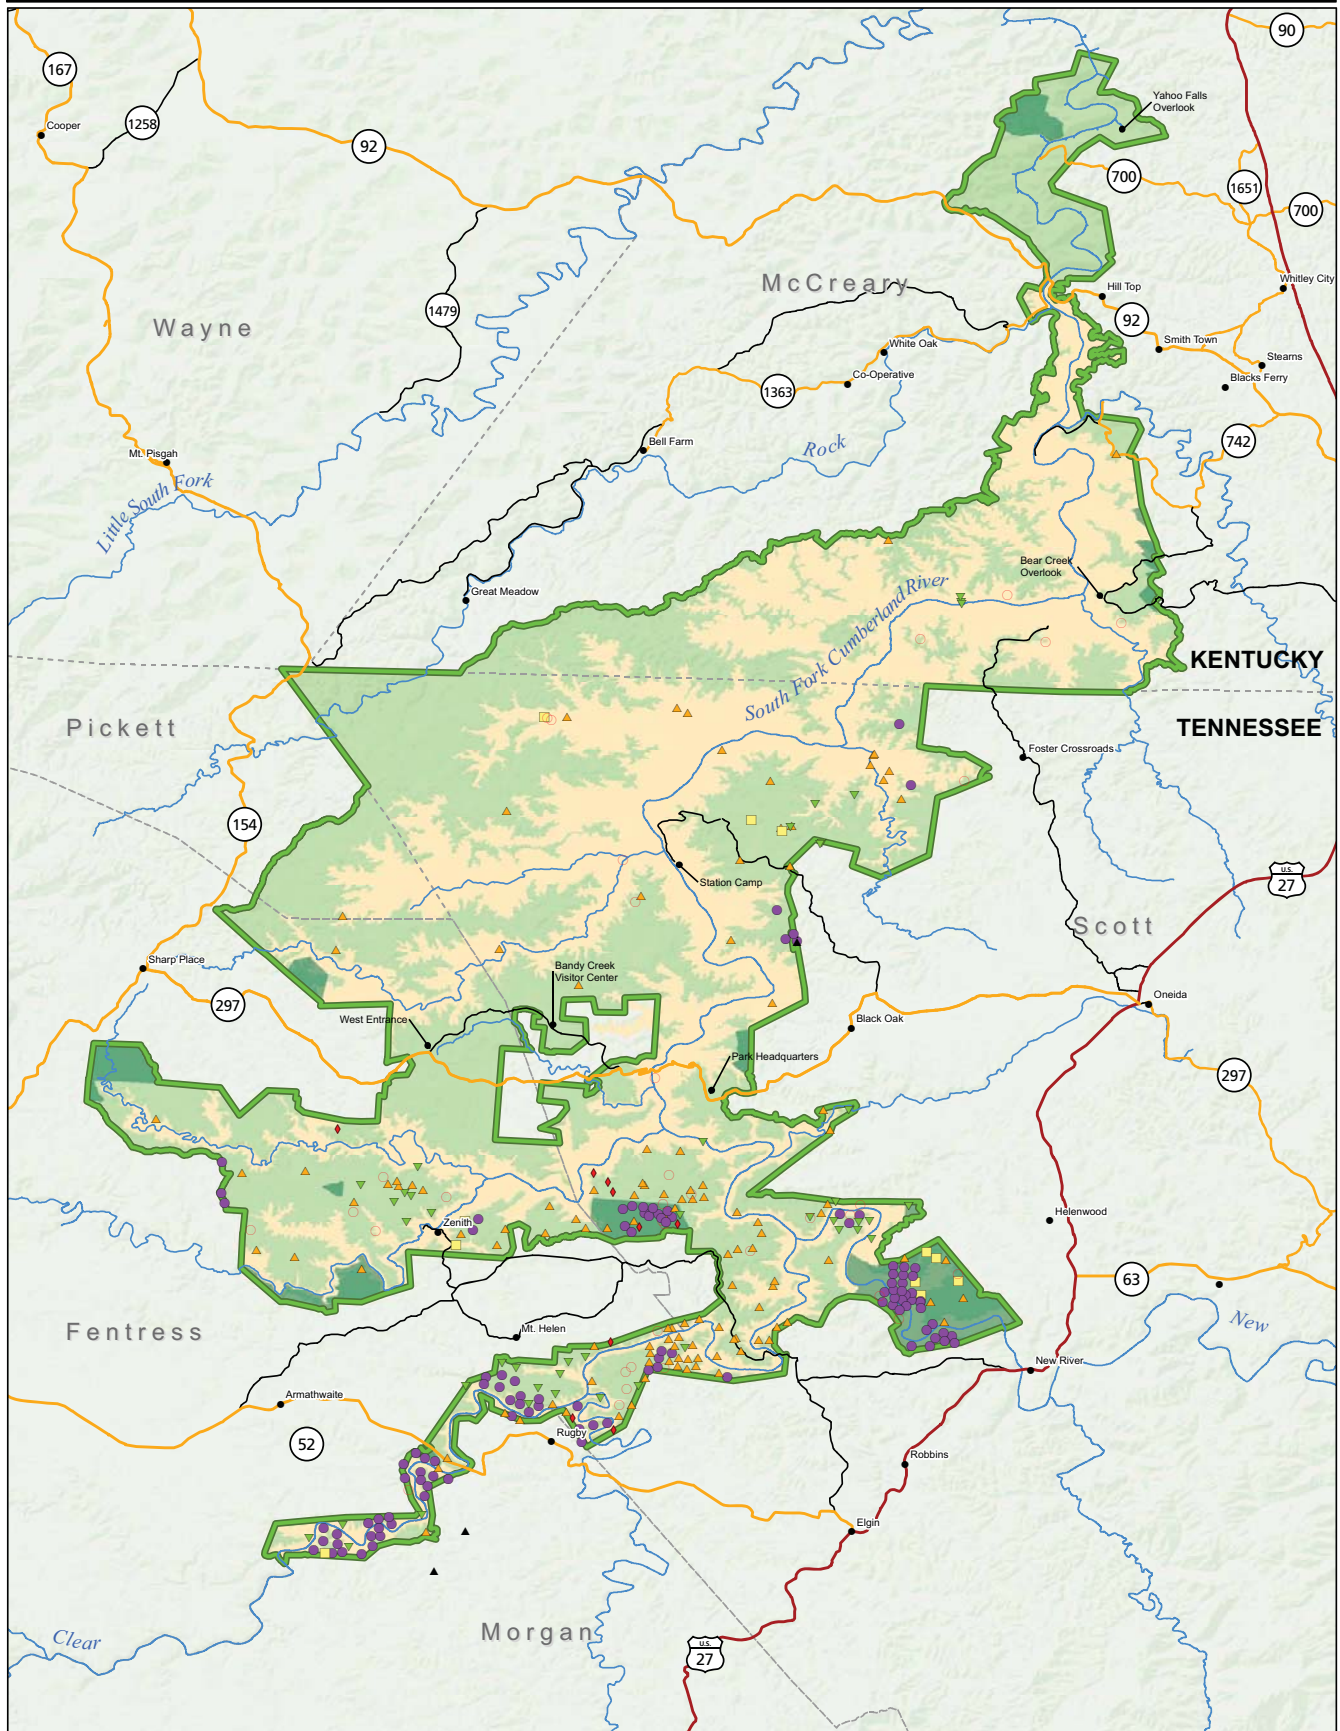 90
167
Cooper
1258
92
Yahoo Falls
Overlook
700
1651
700
McCreary
Whitley City
Hill Top
1479
92
Wayne
White Oak
Smith Town
Stearns
Co-Operative
Blacks Ferry
1363
742
Bell Farm
Rock
Mt. Pisgah
Little South Fork
Bear Creek
Overlook
Great Meadow
South Fork Cumberland River
KENTUCKY
TENNESSEE
Pickett
Foster Crossroads
154
Station Camp
U.S.
27
Scott
Sharp Place
Bandy Creek
Visitor Center
297
Oneida
West Entrance
Black Oak
Park Headquarters
297
Zenith
Helenwood
63
New
Fentress
Mt. Helen
New River
Armathwaite
52
Rugby
Robbins
Elgin
Morgan
Clear
U.S.
27